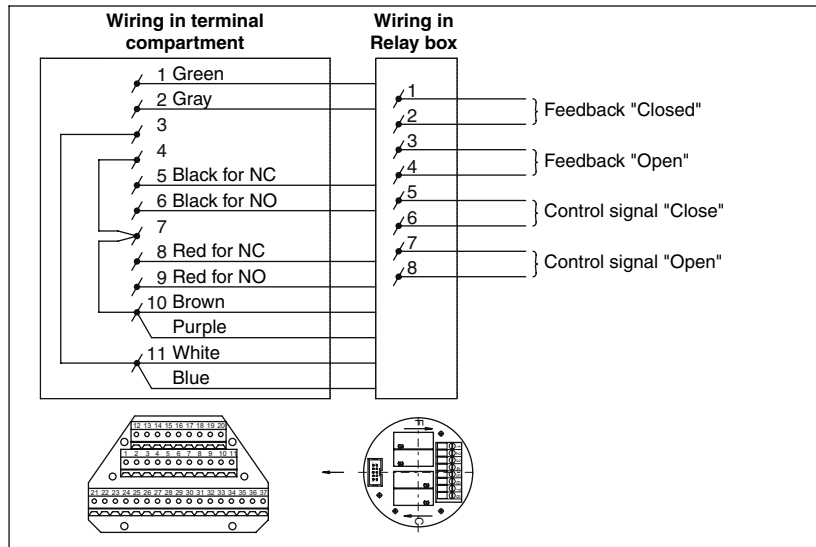 Wiring in terminal
compartment
Wiring in
Relay box
1 Green
2 Gray
3
4
5 Black for NC
6 Black for NO
7
8 Red for NC
9 Red for NO
10 Brown
Purple
11 White
Blue
1
2
3
4
5
6
7
8
Feedback "Closed"
Feedback "Open"
Control signal "Close"
Control signal "Open"
12 13 14 15 16 17 18 19 20
1 2 3 4 5 6 7 8 9 10 11
21 22 23 24 25 26 27 28 29 30 31 32 33 34 35 36 37